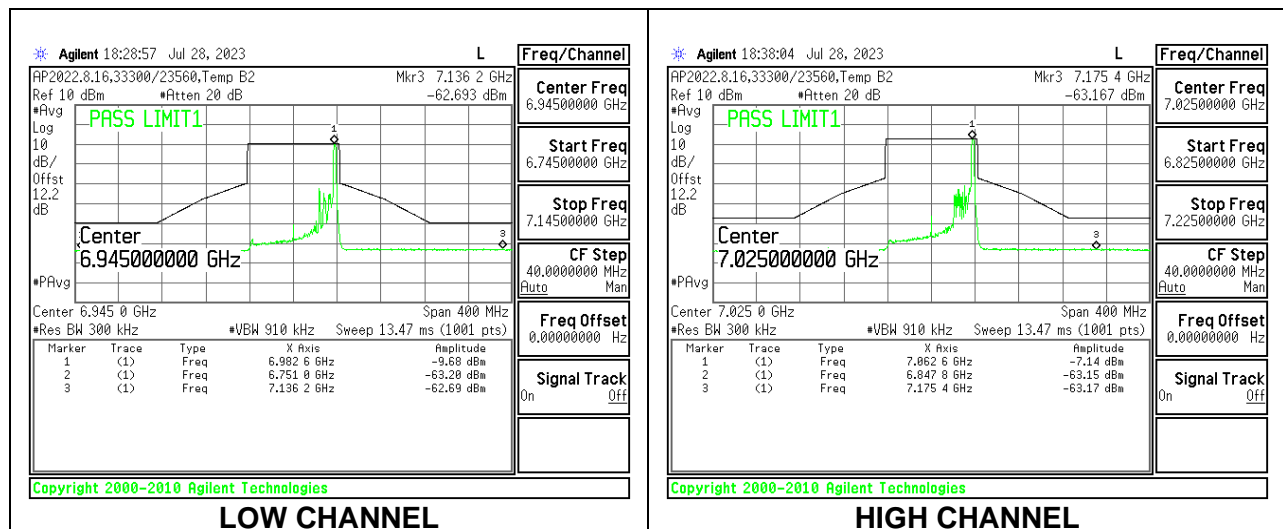 Agilent 18:28:57 Jul 28, 2023 L
Freq/Channel
AP2022.8.16,33300/23560,Temp B2 Mkr3 7.136 2 GHz
Ref 10 dBm #Atten 20 dB -62.693 dBm
#Avg
Log
10
dB/
Offst
12.2
dB
#PAvg
PASS LIMIT1
1
3
Center
6.945000000 GHz
Center 6.945 0 GHz Span 400 MHz
#Res BW 300 kHz #VBW 910 kHz Sweep 13.47 ms (1001 pts)
Marker Trace Type X Axis Amplitude
1 (1) Freq 6.982 6 GHz -9.68 dBm
2 (1) Freq 6.751 0 GHz -63.20 dBm
3 (1) Freq 7.136 2 GHz -62.69 dBm
Center Freq
6.94500000 GHz
Start Freq
6.74500000 GHz
Stop Freq
7.14500000 GHz
CF Step
40.0000000 MHz
Auto Man
Freq Offset
0.00000000 Hz
Signal Track
On Off
Copyright 2000-2010 Agilent Technologies
LOW CHANNEL
Agilent 18:38:04 Jul 28, 2023 L
Freq/Channel
AP2022.8.16,33300/23560,Temp B2 Mkr3 7.175 4 GHz
Ref 10 dBm #Atten 20 dB -63.167 dBm
#Avg
Log
10
dB/
Offst
12.2
dB
#PAvg
PASS LIMIT1
1
3
Center
7.025000000 GHz
Center 7.025 0 GHz Span 400 MHz
#Res BW 300 kHz #VBW 910 kHz Sweep 13.47 ms (1001 pts)
Marker Trace Type X Axis Amplitude
1 (1) Freq 7.062 6 GHz -7.14 dBm
2 (1) Freq 6.847 8 GHz -63.15 dBm
3 (1) Freq 7.175 4 GHz -63.17 dBm
Center Freq
7.02500000 GHz
Start Freq
6.82500000 GHz
Stop Freq
7.22500000 GHz
CF Step
40.0000000 MHz
Auto Man
Freq Offset
0.00000000 Hz
Signal Track
On Off
Copyright 2000-2010 Agilent Technologies
HIGH CHANNEL